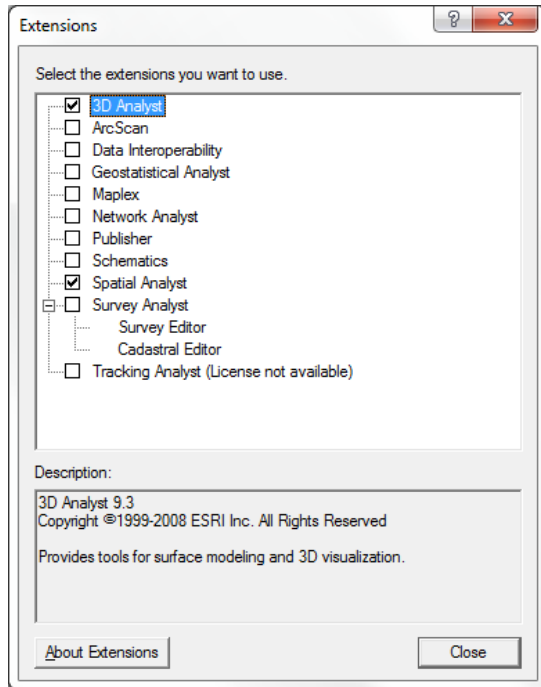 Extensions
Select the extensions you want to use.
3D Analyst
ArcScan
Data Interoperability
Geostatistical Analyst
Maplex
Network Analyst
Publisher
Schematics
Spatial Analyst
Survey Analyst
Survey Editor
Cadastral Editor
Tracking Analyst (License not available)
Description:
3D Analyst 9.3
Copyright ©1999-2008 ESRI Inc. All Rights Reserved
Provides tools for surface modeling and 3D visualization.
About Extensions
Close